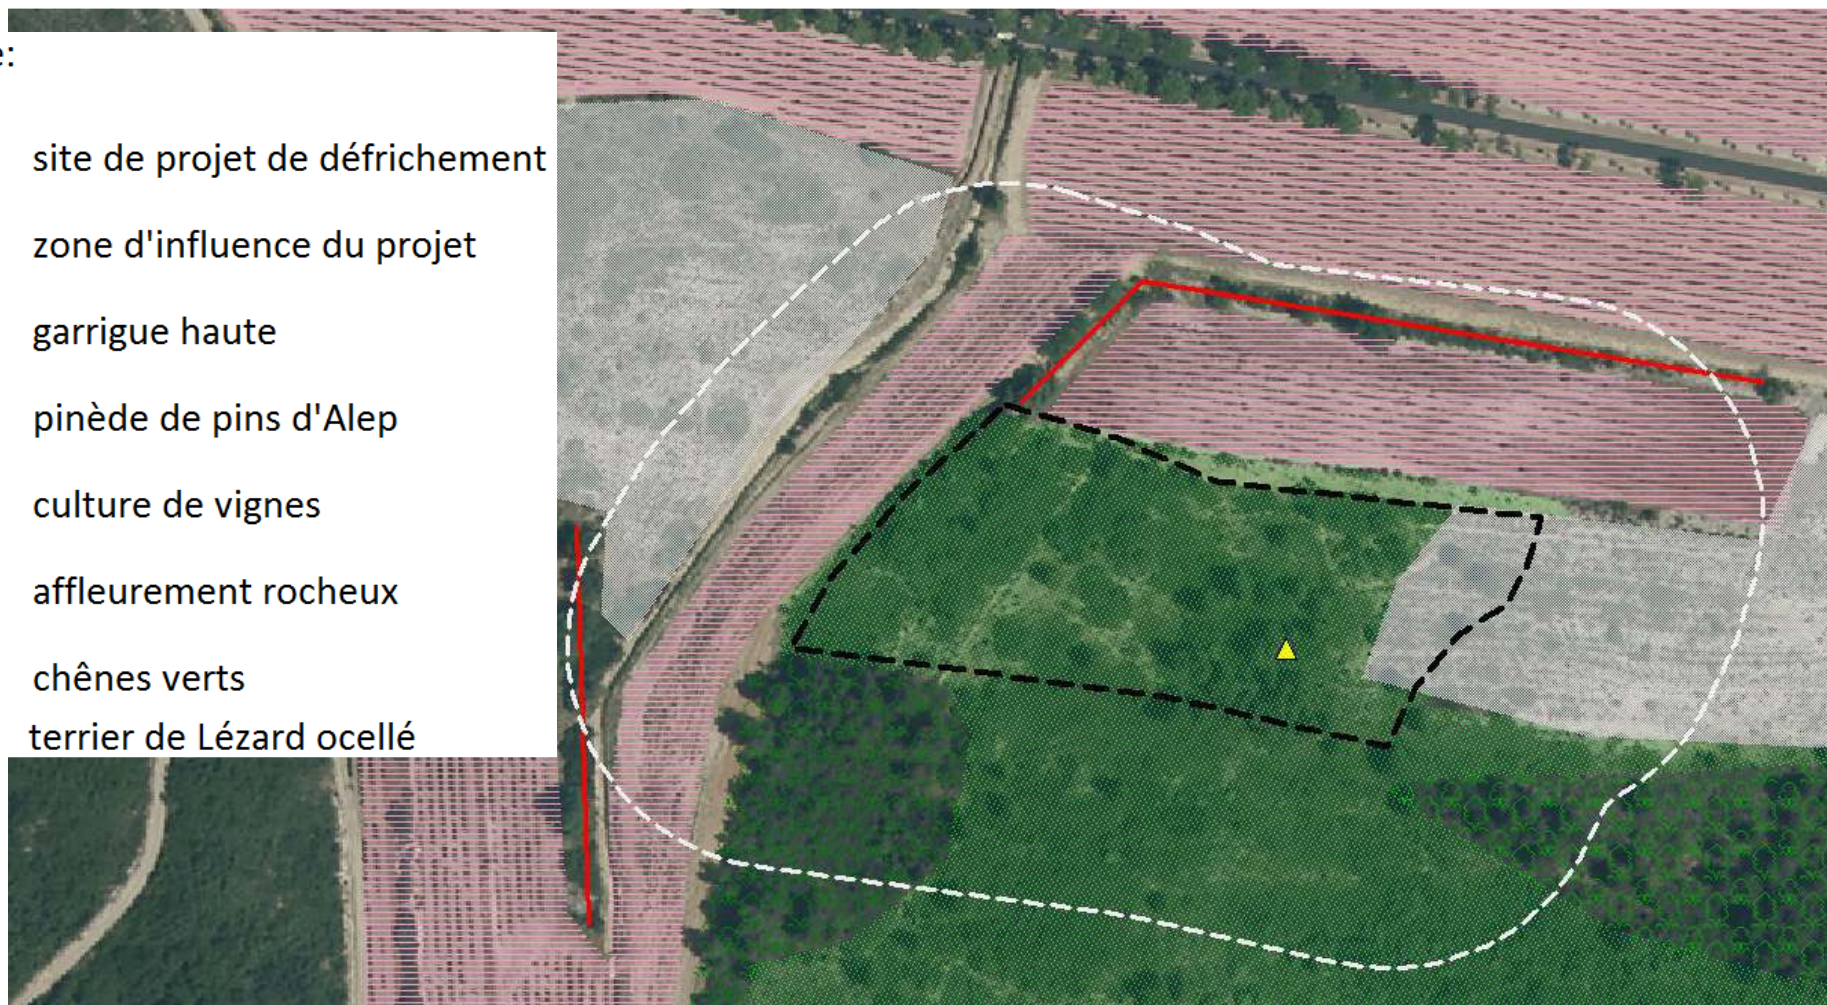 e:
site de projet de défrichement
zone d'influence du projet
garrigue haute
pinède de pins d'Alep
culture de vignes
affleurement rocheux
chênes verts
terrier de Lézard ocellé